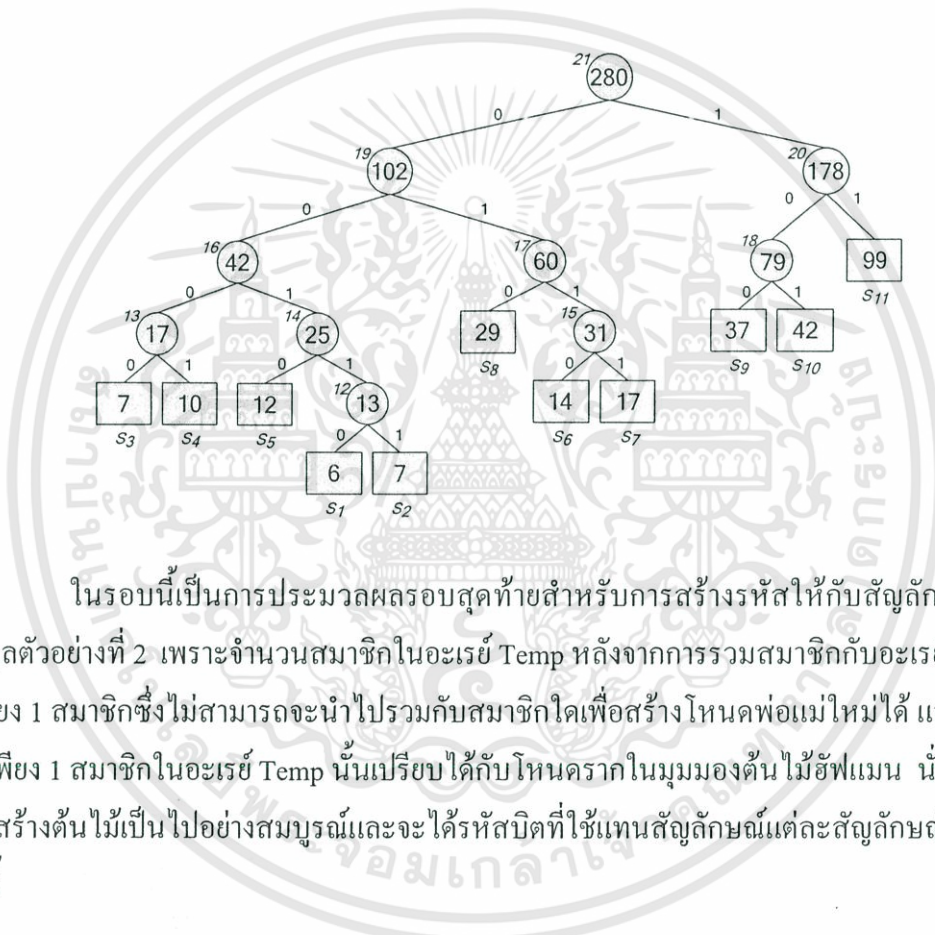 21 280
0 1
19 102 20 178
0 1 0 1
16 42 17 60 18 79 99
S11
0 1 0 1 0 1
13 17 14 25 29 15 31 37 42
S8 S9 S10
0 1 0 1 0 1
7 10 12 12 13 14 17
S3 S4 S5 S6 S7
0 1
6 7
S1 S2
ในรอบนี้เป็นการประมวลผลรอบสุดท้ายสำหรับการสร้างรหัสให้กับสัญลัก
ลตัวอย่างที่ 2 เพราะจำนวนสมาชิกในอะเรย์ Temp หลังจากการรวมสมาชิกกับอะเร
ยง 1 สมาชิกซึ่งไม่สามารถจะนำไปรวมกับสมาชิกใดเพื่อสร้างโหนดพ่อแม่ใหม่ได้
พียง 1 สมาชิกในอะเรย์ Temp นั้นเปรียบได้กับโหนดรากในมุมมองต้นไม้ฮัฟแมน นั่
สร้างต้นไม้เป็นไปอย่างสมบูรณ์และจะได้รหัสบิตที่ใช้แทนสัญลักษณ์แต่ละสัญลักษณ